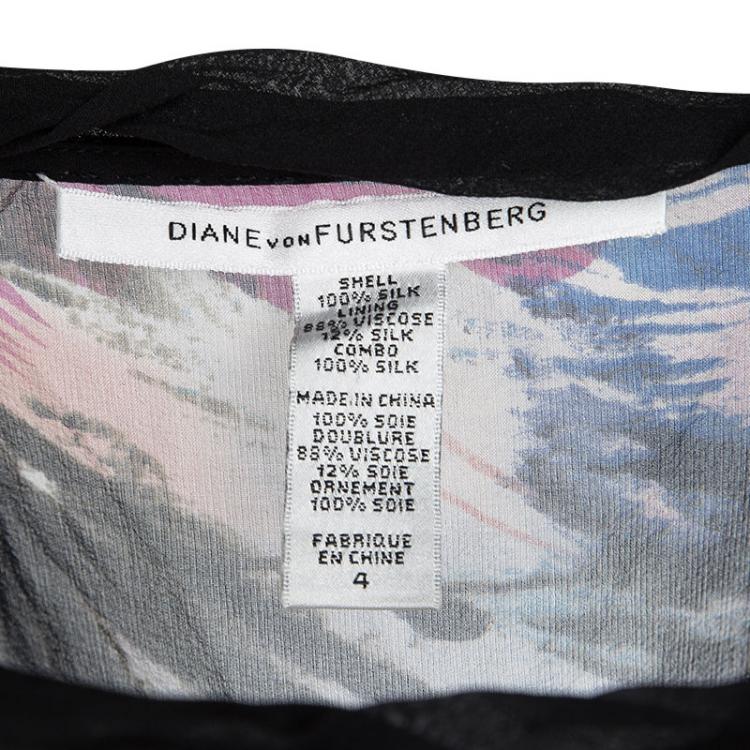 DIANE VON FURSTENBERG
SHELL
100% SILK
LINING
88% VISCOSE
12% SILK
COMBO
100% SILK
MADE IN CHINA
100% SOIE
DOUBLURE
88% VISCOSE
12% SOIE
ORNEMENT
100% SOIE
FABRIQUE
EN CHINE
4